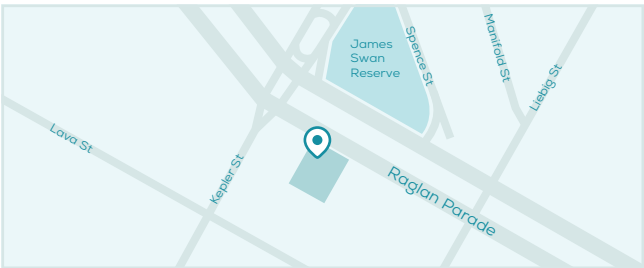 James
Swan
Reserve
Spence St
Manifold St
Liebig St
Lava St
Kepler St
Raglan Parade